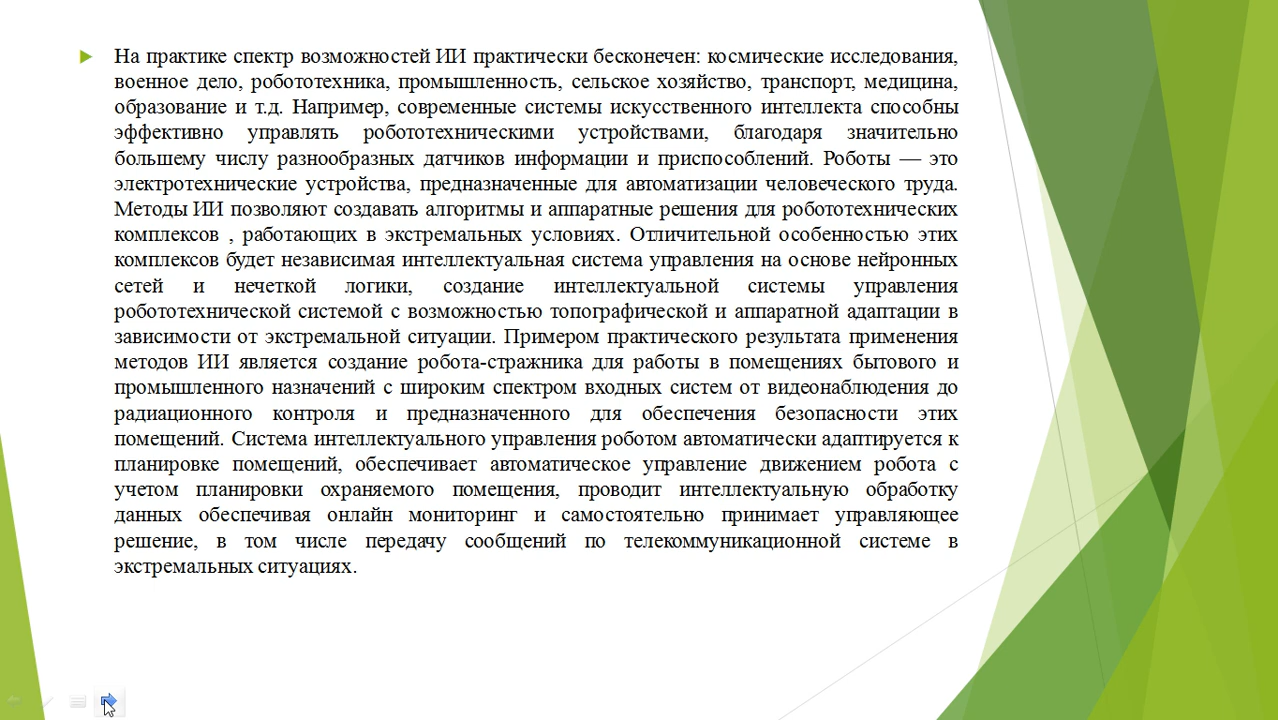 На практике спектр возможностей ИИ практически бесконечен: космические исследования,
военное дело, робототехника, промышленность, сельское хозяйство, транспорт, медицина,
образование и т.д. Например, современные системы искусственного интеллекта способны
эффективно управлять робототехническими устройствами, благодаря значительно
большему числу разнообразных датчиков информации и приспособлений. Роботы — это
электротехнические устройства, предназначенные для автоматизации человеческого труда.
Методы ИИ позволяют создавать алгоритмы и аппаратные решения для робототехнических
комплексов , работающих в экстремальных условиях. Отличительной особенностью этих
комплексов будет независимая интеллектуальная система управления на основе нейронных
сетей и нечеткой логики, создание интеллектуальной системы управления
робототехнической системой с возможностью топографической и аппаратной адаптации в
зависимости от экстремальной ситуации. Примером практического результата применения
методов ИИ является создание робота-стражника для работы в помещениях бытового и
промышленного назначений с широким спектром входных систем от видеонаблюдения до
радиационного контроля и предназначенного для обеспечения безопасности этих
помещений. Система интеллектуального управления роботом автоматически адаптируется к
планировке помещений, обеспечивает автоматическое управление движением робота с
учетом планировки охраняемого помещения, проводит интеллектуальную обработку
данных обеспечивая онлайн мониторинг и самостоятельно принимает управляющее
решение, в том числе передачу сообщений по телекоммуникационной системе в
экстремальных ситуациях.